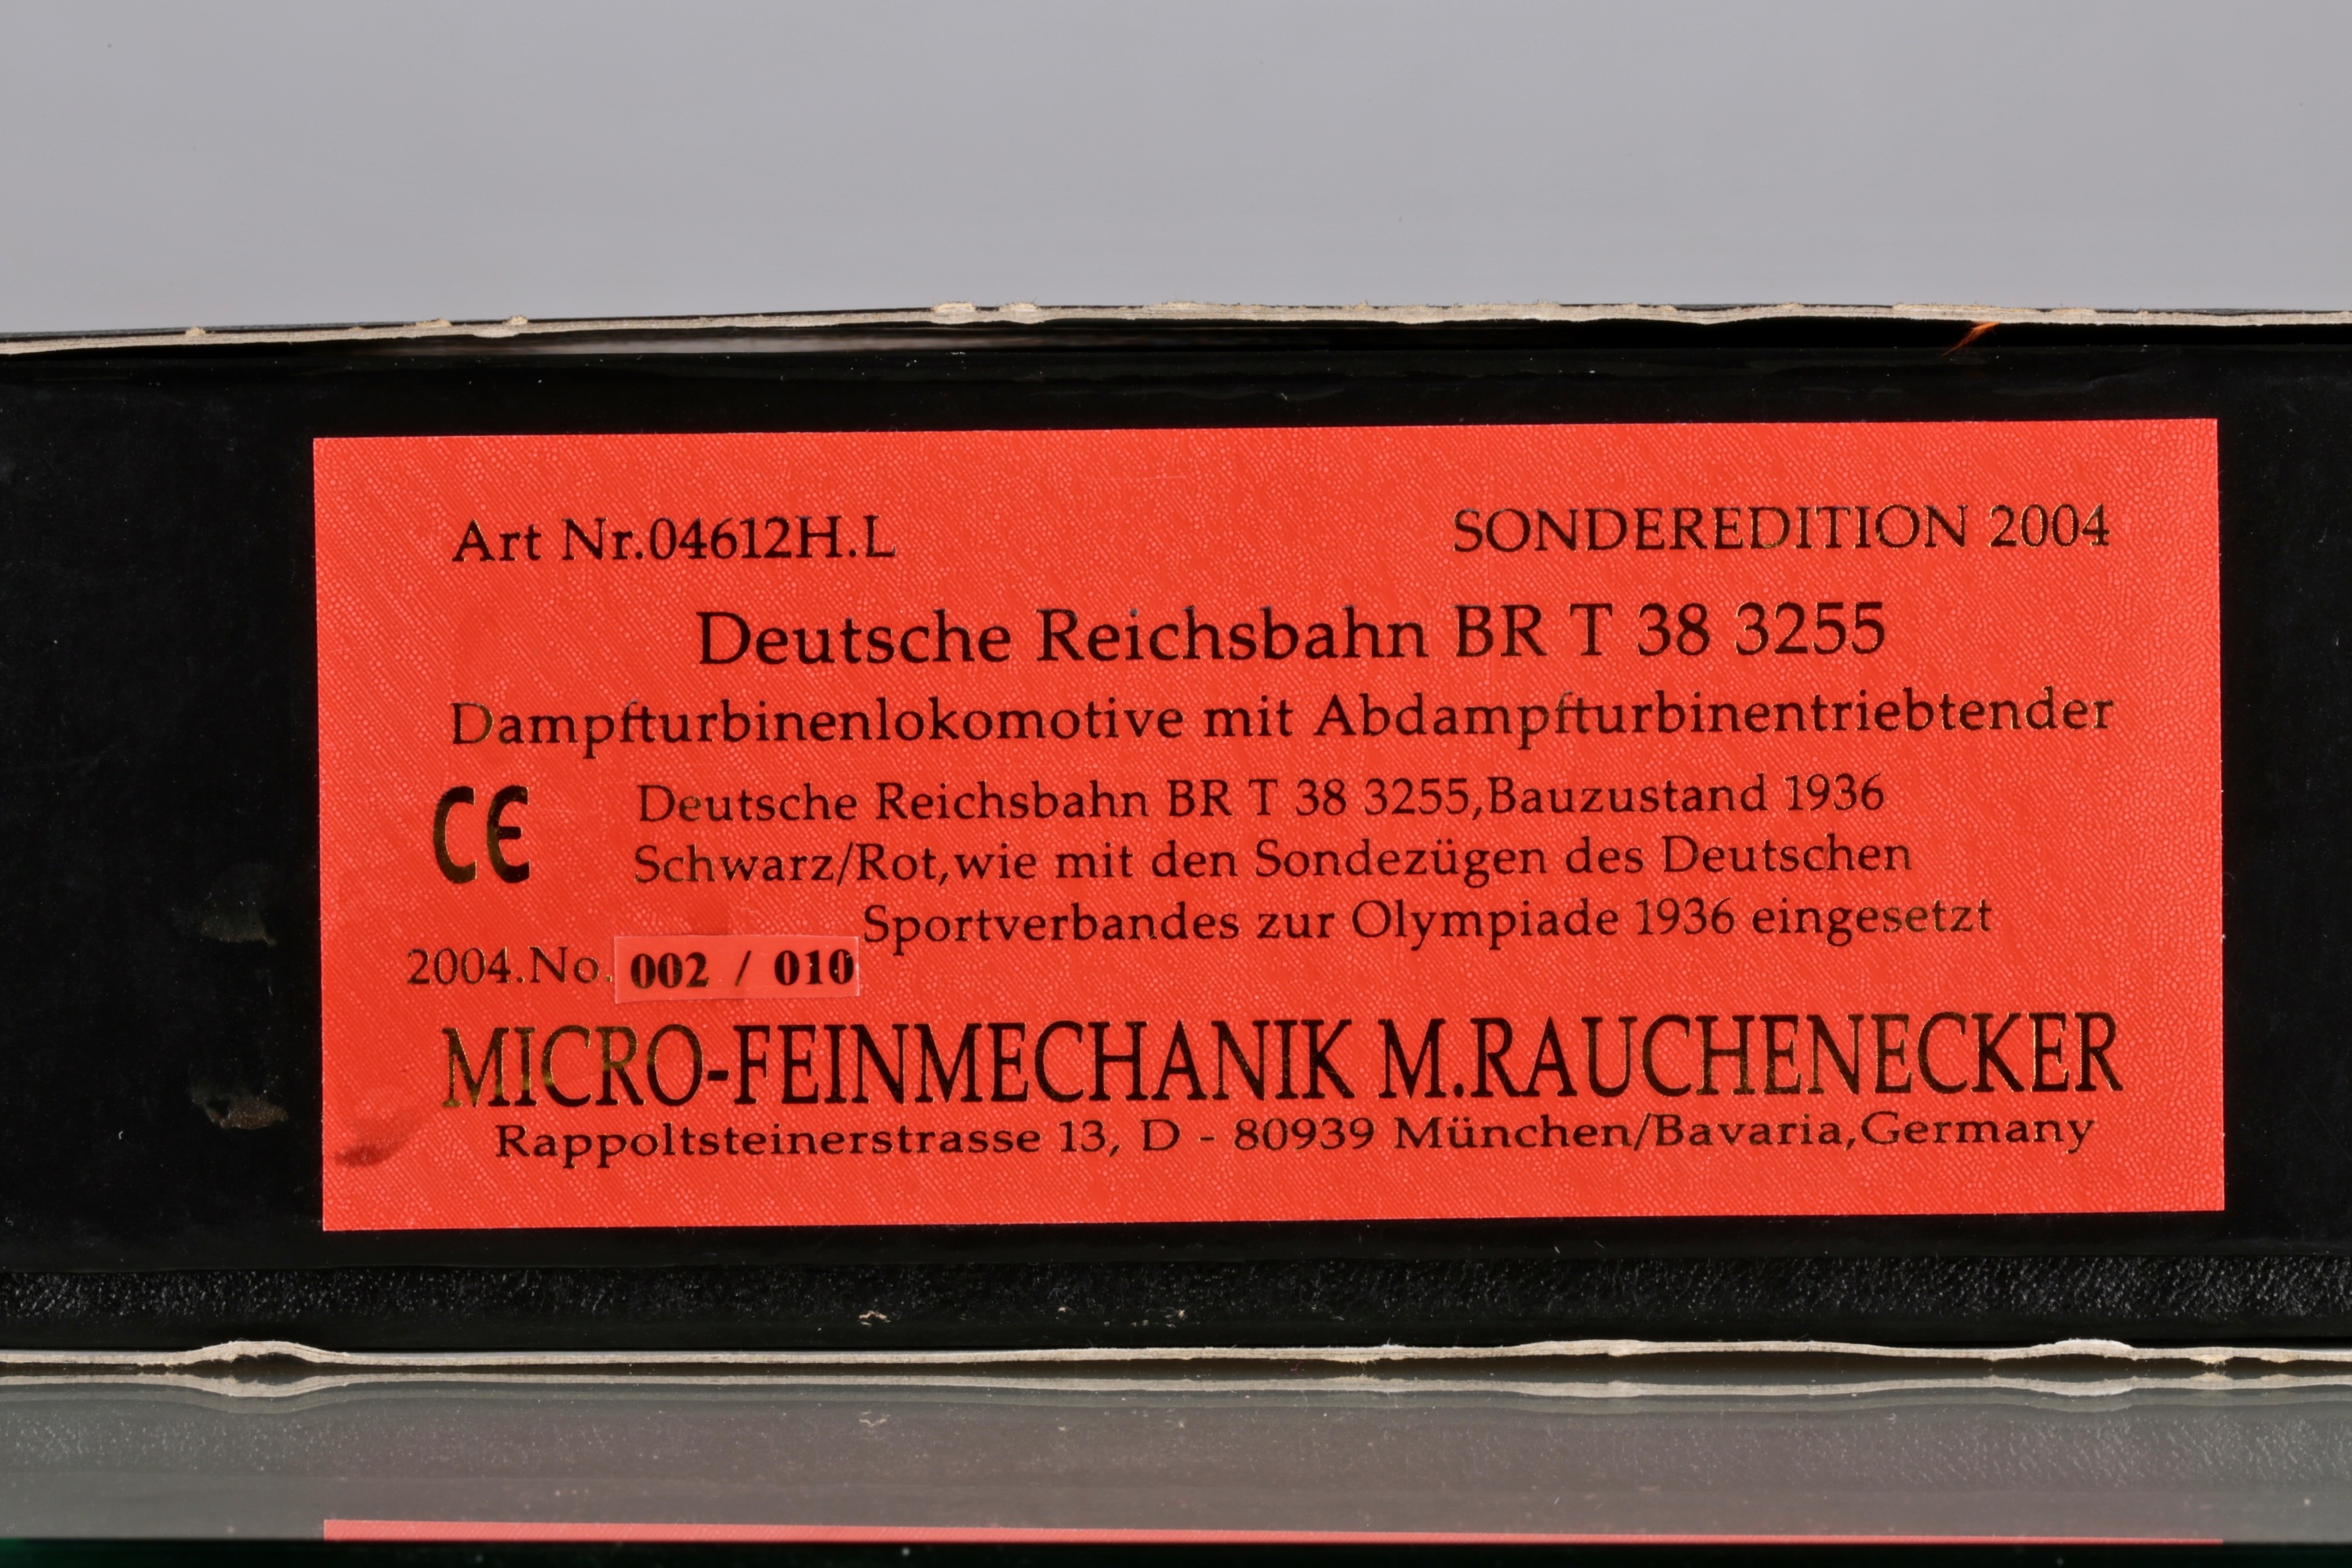 Art Nr.04612H.L SONDEREDITION 2004
Deutsche Reichsbahn BR T 38 3255
Dampfturbinenlokomotive mit Abdampfturbinentriebtender
CE Deutsche Reichsbahn BR T 38 3255,Bauzustand 1936
Schwarz/Rot,wie mit den Sondezügen des Deutschen
Sportverbandes zur Olympiade 1936 eingesetzt
2004.No. 002 / 010
MICRO-FEINMECHANIK M.RAUCHENECKER
Rappoltsteinerstrasse 13, D - 80939 München/Bavaria,Germany